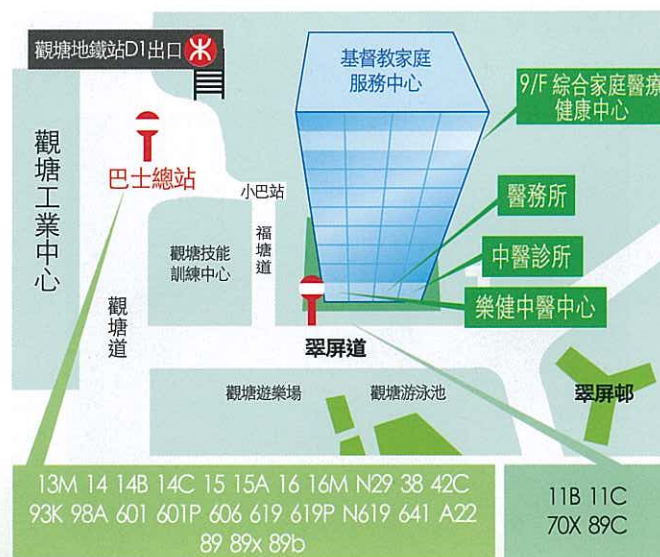 觀塘地鐵站D1出口
基督教家庭
服務中心
9/F 綜合家庭醫療
健康中心
觀塘工業中心
巴士總站
小巴站
醫務所
福塘道
觀塘技能
訓練中心
中醫診所
樂健中醫中心
觀塘道
翠屏道
觀塘遊樂場
觀塘游泳池
翠屏邨
13M 14 14B 14C 15 15A 16 16M N29 38 42C
93K 98A 601 601P 606 619 619P N619 641 A22
89 89x 89b
11B 11C
70X 89C